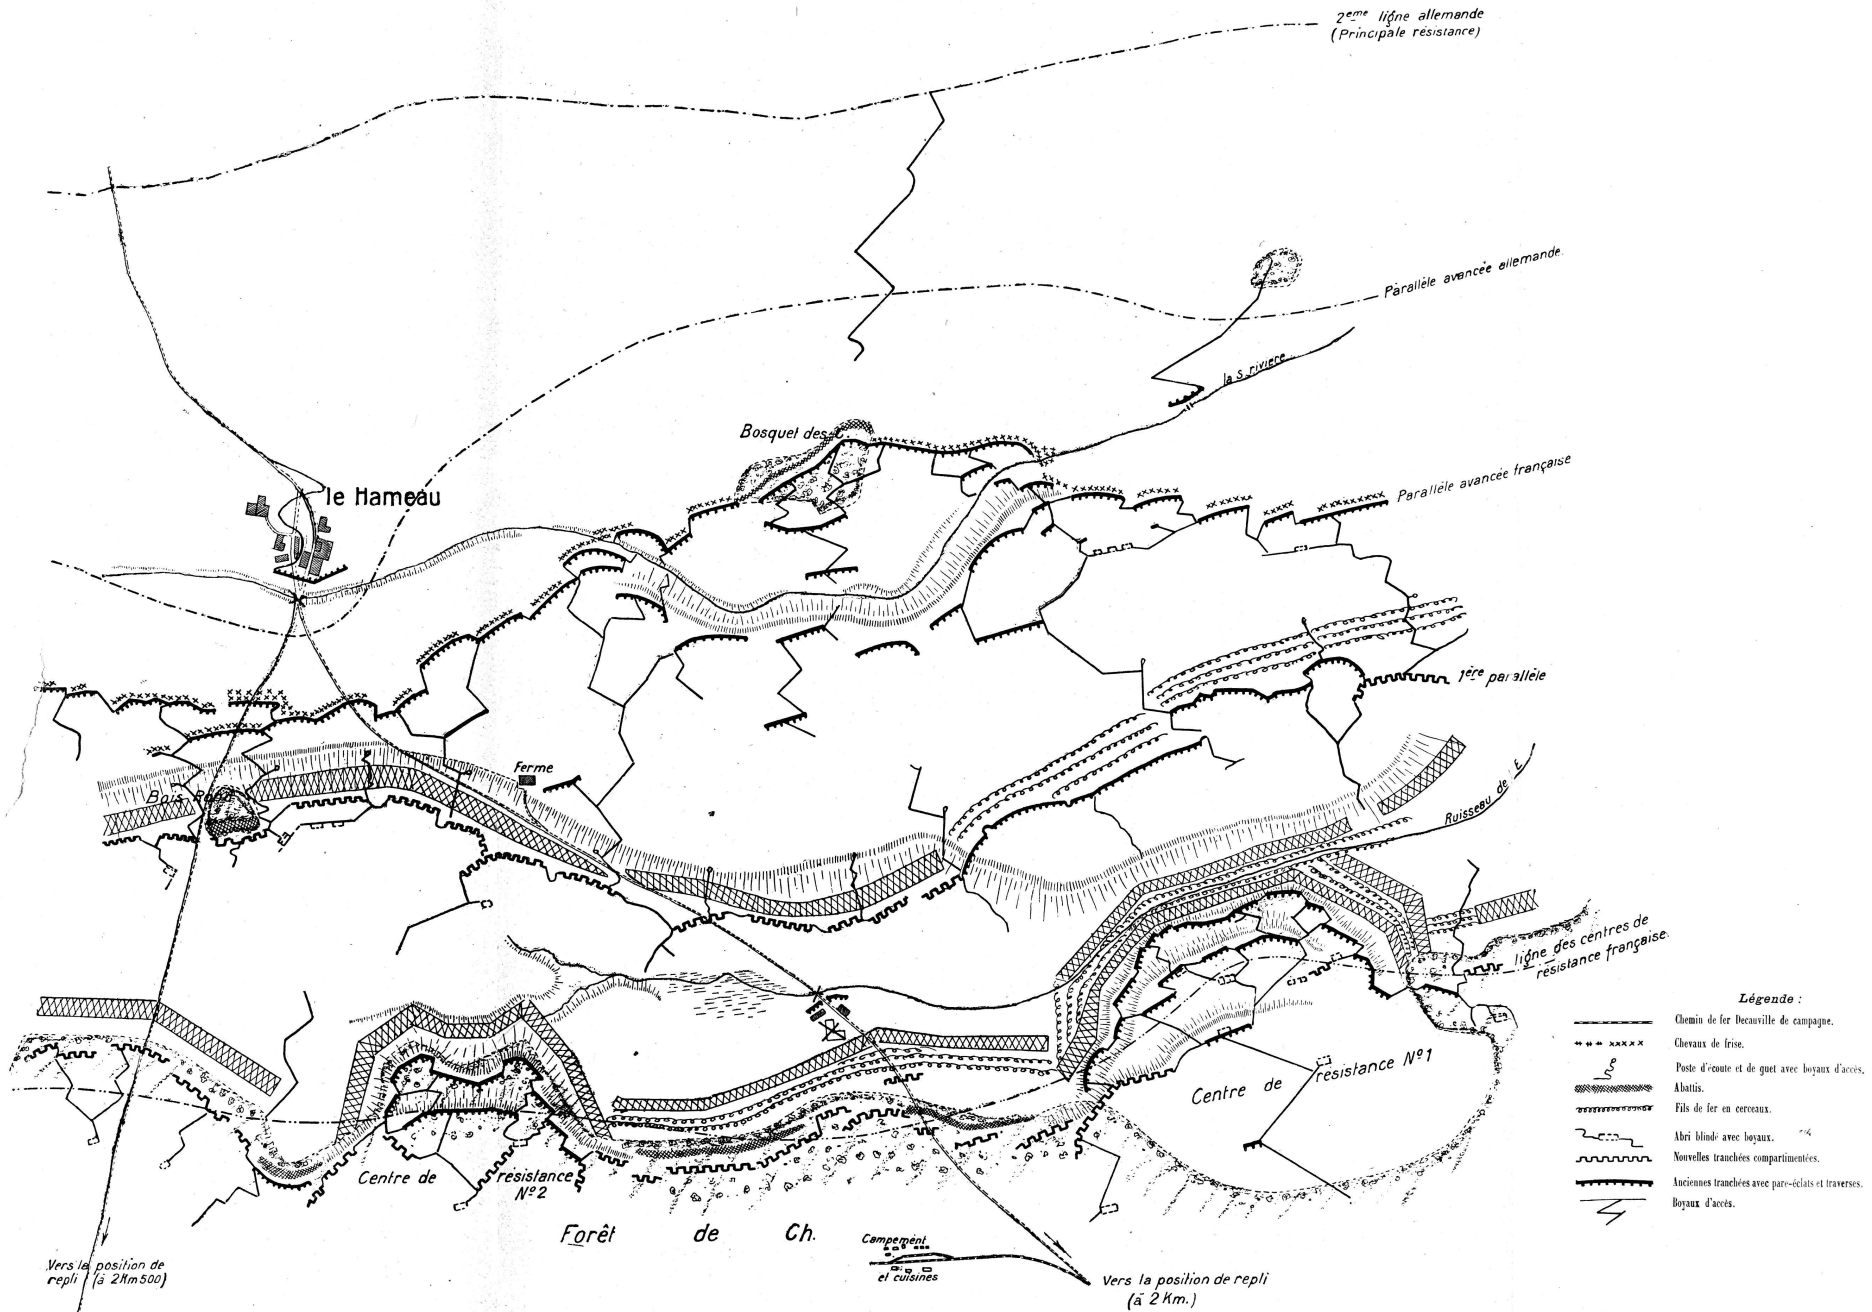 2eme ligne allemande
(Principale résistance)
Parallèle avancée allemande.
la S. rivière
Bosquet des C.
le Hameau
Parallèle avancée française
1ère parallèle
Ferme
Bois Rond
Ruisseau de E
ligne des centres de
résistance française.
Centre de résistance Nº1
Centre de résistance
Nº2
Forêt de Ch.
Campement
et cuisines
Vers la position de
repli (à 2Km500)
Vers la position de repli
(à 2 Km.)
Légende :
Chemin de fer Decauville de campagne.
Chevaux de frise.
Poste d'écoute et de guet avec boyaux d'accès.
Abattis.
Fils de fer en cerceaux.
Abri blindé avec boyaux.
Nouvelles tranchées compartimentées.
Anciennes tranchées avec pare-éclats et traverses.
Boyaux d'accès.